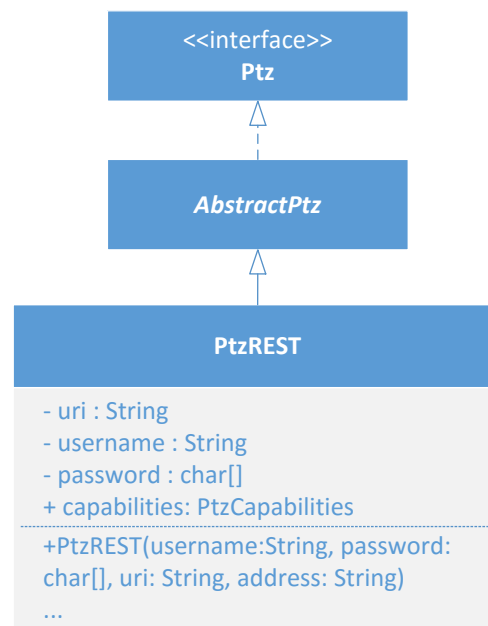 <<interface>>
Ptz
AbstractPtz
PtzREST
- uri : String
- username : String
- password : char[]
+ capabilities: PtzCapabilities
+PtzREST(username:String, password:
char[], uri: String, address: String)
...